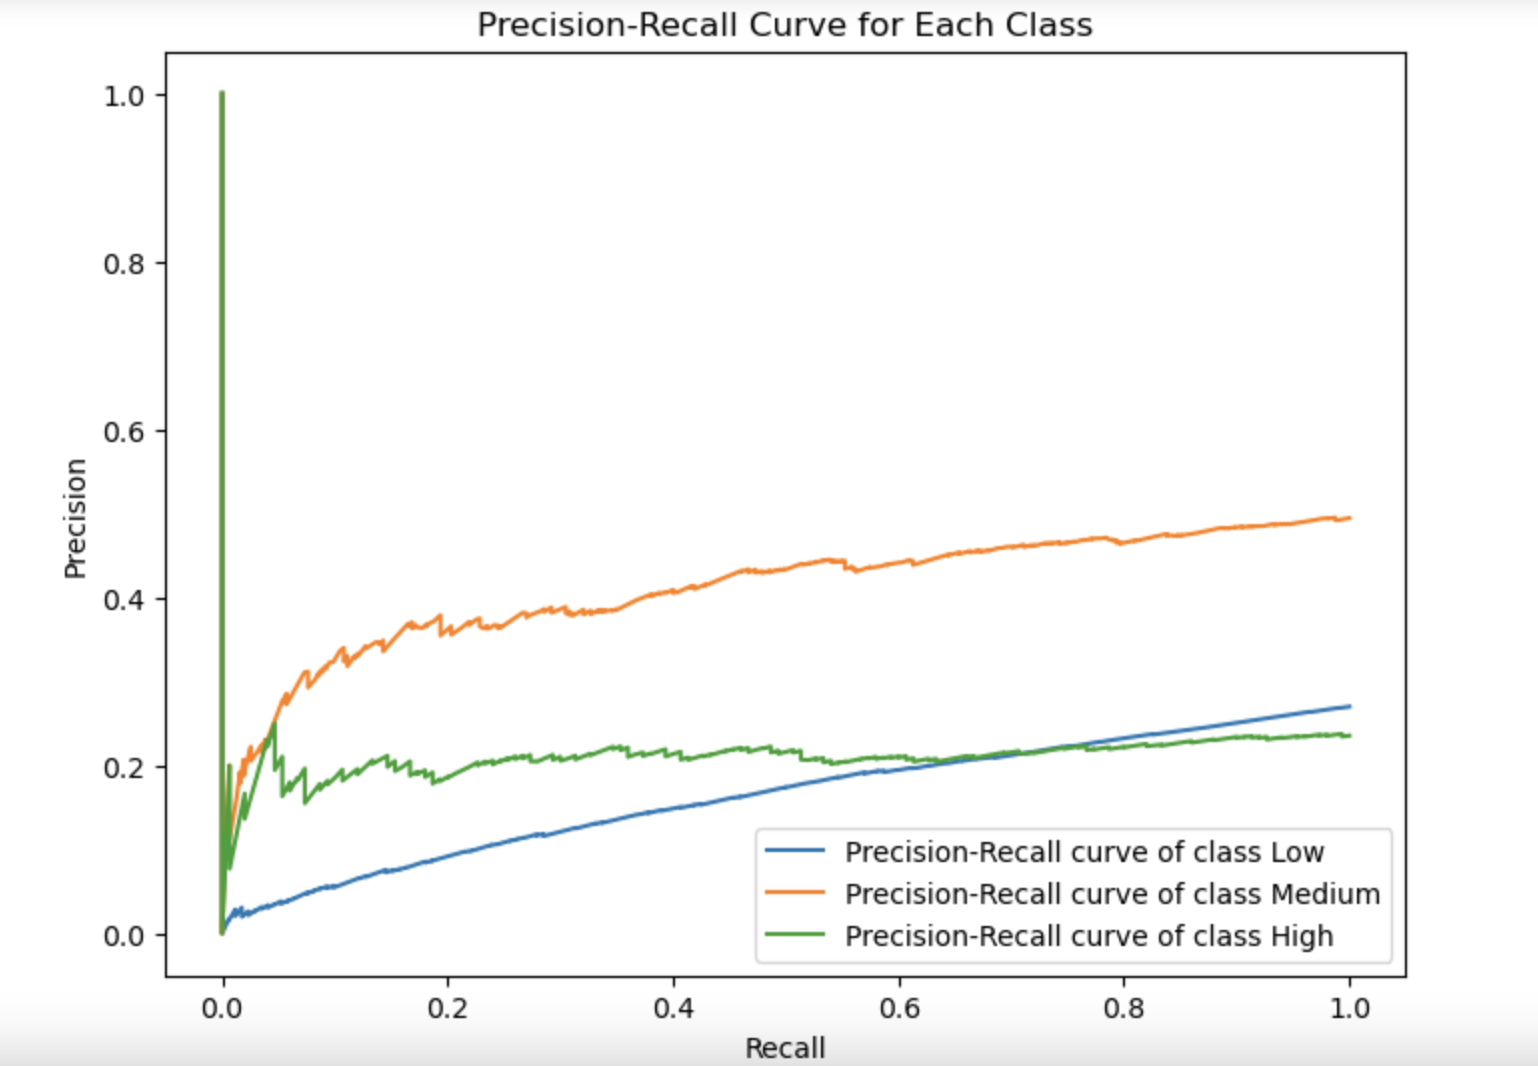 Precision-Recall Curve for Each Class
1.0
0.8
0.6
0.4
0.2
0.0
Precision
Precision-Recall curve of class Low
Precision-Recall curve of class Medium
Precision-Recall curve of class High
0.0 0.2 0.4 0.6 0.8 1.0
Recall